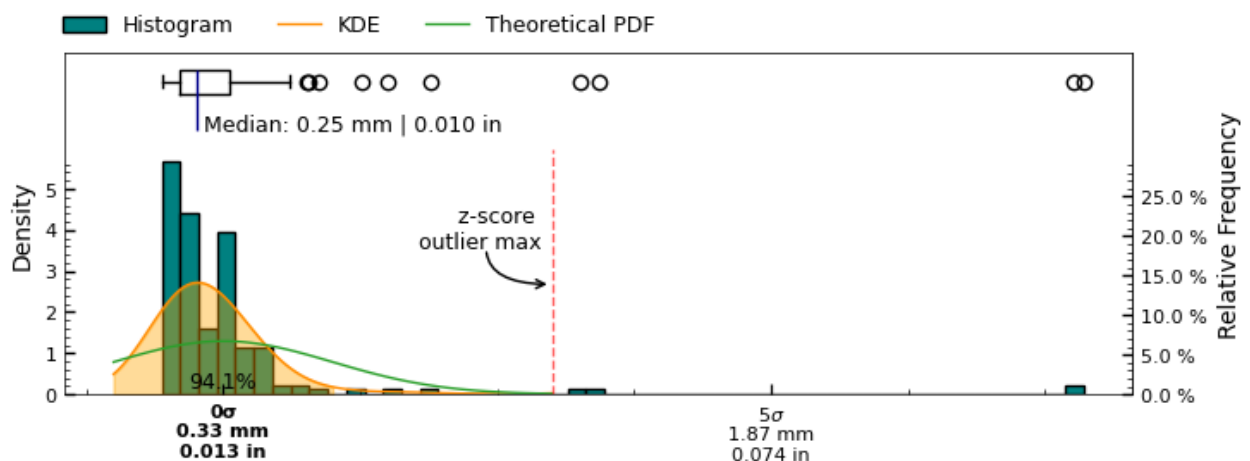 Histogram KDE Theoretical PDF
Median: 0.25 mm | 0.010 in
Density
5
4
3
2
1
0
z-score
outlier max
94.1%
Relative Frequency
25.0 %
20.0 %
15.0 %
10.0 %
5.0 %
0.0 %
0σ
0.33 mm
0.013 in
5σ
1.87 mm
0.074 in